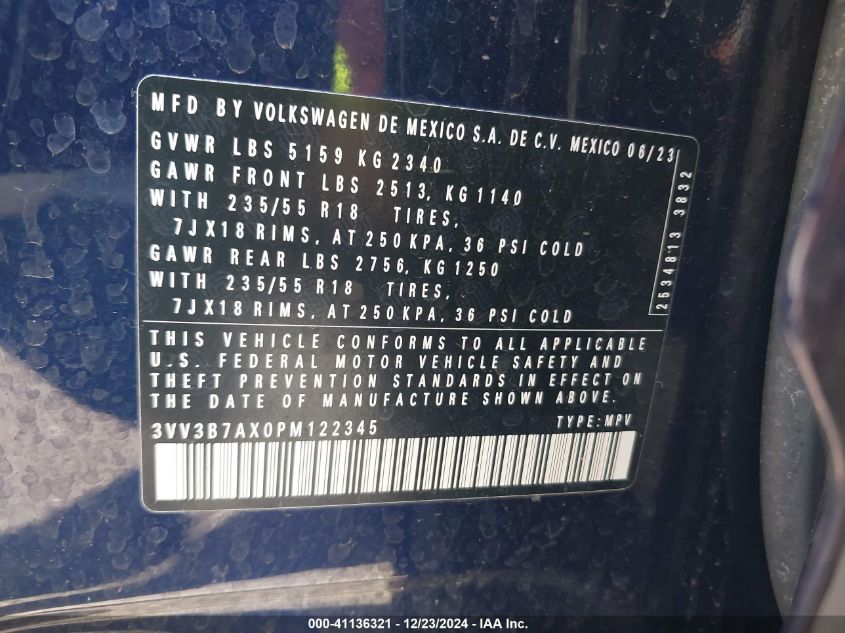 MFD BY VOLKSWAGEN DE MEXICO S.A. DE C.V. MEXICO 06/23
GVWR LBS 5159 KG 2340
GAWR FRONT LBS 2513, KG 1140
WITH 235/55 R18 TIRES,
7JX18 RIMS, AT 250 KPA, 36 PSI COLD
GAWR REAR LBS 2756, KG 1250
WITH 235/55 R18 TIRES,
7JX18 RIMS, AT 250 KPA, 36 PSI COLD
2534813 3832
THIS VEHICLE CONFORMS TO ALL APPLICABLE
U.S. FEDERAL MOTOR VEHICLE SAFETY AND
THEFT PREVENTION STANDARDS IN EFFECT ON
THE DATE OF MANUFACTURE SHOWN ABOVE.
3VV3B7AX0PM122345 TYPE: MPV
000-41136321 - 12/23/2024 - IAA Inc.